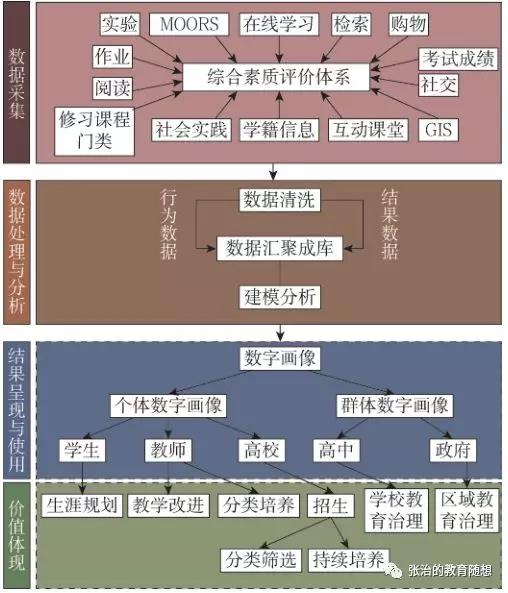 数据采集
实验
MOORS
在线学习
检索
购物
作业
考试成绩
综合素质评价体系
阅读
社交
修习课程
门类
社会实践
学籍信息
互动课堂
GIS
数据处理与分析
行为数据
数据清洗
结果数据
数据汇聚成库
建模分析
结果呈现与使用
数字画像
个体数字画像
群体数字画像
学生
教师
高校
高中
政府
价值体现
生涯规划
教学改进
分类培养
招生
学校教
育治理
区域教
育治理
分类筛选
持续培养
张治的教育随想